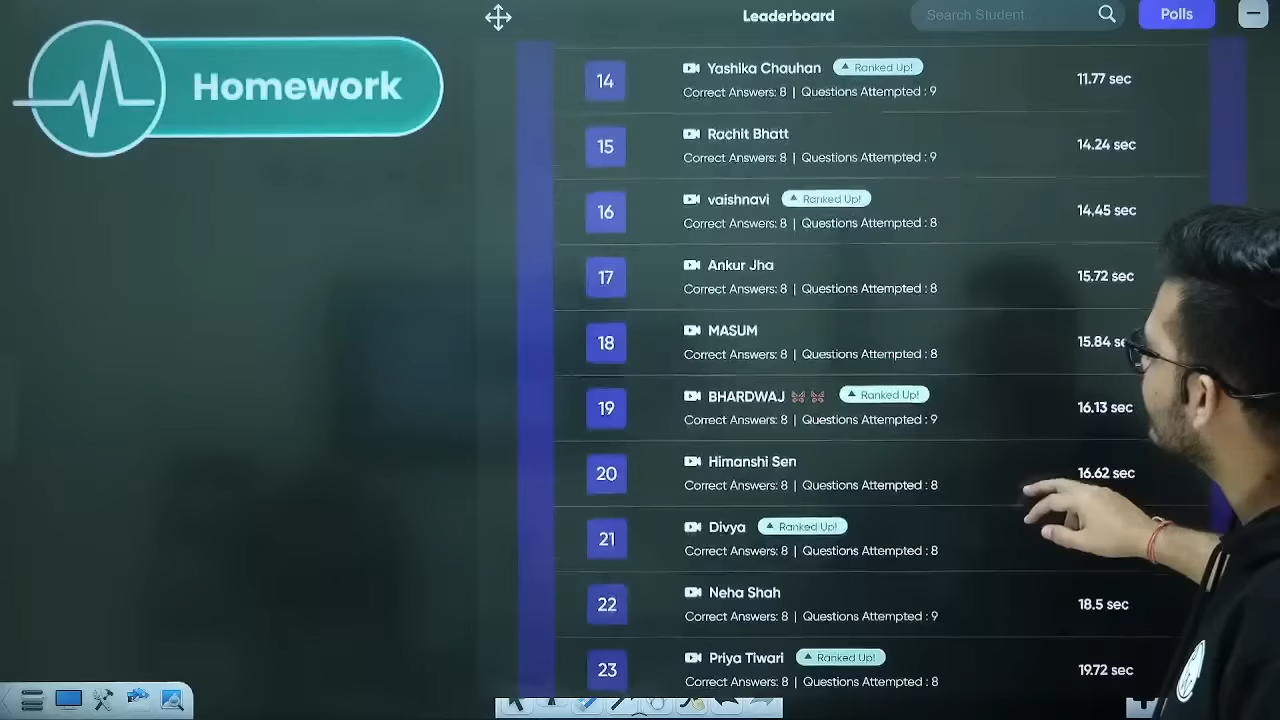 Homework
Leaderboard
Search Student
Polls
14
Yashika Chauhan
Ranked Up!
Correct Answers: 8 | Questions Attempted : 9
11.77 sec
15
Rachit Bhatt
Correct Answers: 8 | Questions Attempted : 9
14.24 sec
16
vaishnavi
Ranked Up!
Correct Answers: 8 | Questions Attempted : 8
14.45 sec
17
Ankur Jha
Correct Answers: 8 | Questions Attempted : 8
15.72 sec
18
MASUM
Correct Answers: 8 | Questions Attempted : 8
15.84
19
BHARDWAJ
Ranked Up!
Correct Answers: 8 | Questions Attempted : 9
16.13 sec
20
Himanshi Sen
Correct Answers: 8 | Questions Attempted : 8
16.62 sec
21
Divya
Ranked Up!
Correct Answers: 8 | Questions Attempted : 8
22
Neha Shah
Correct Answers: 8 | Questions Attempted : 9
18.5 sec
23
Priya Tiwari
Ranked Up!
Correct Answers: 8 | Questions Attempted : 8
19.72 sec